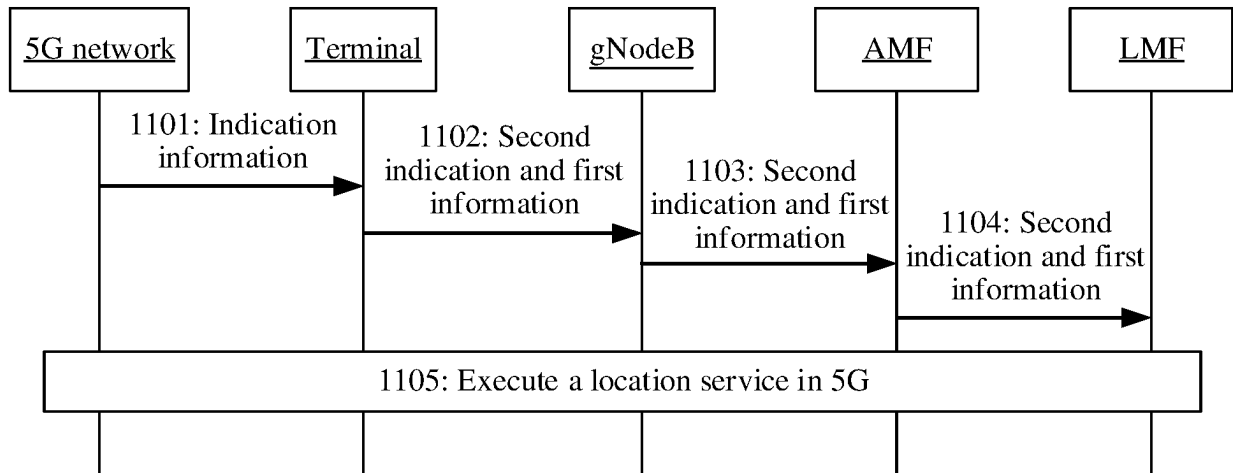 5G network
Terminal
gNodeB
AMF
LMF
1101: Indication
information
1102: Second
indication and first
information
1103: Second
indication and first
information
1104: Second
indication and first
information
1105: Execute a location service in 5G